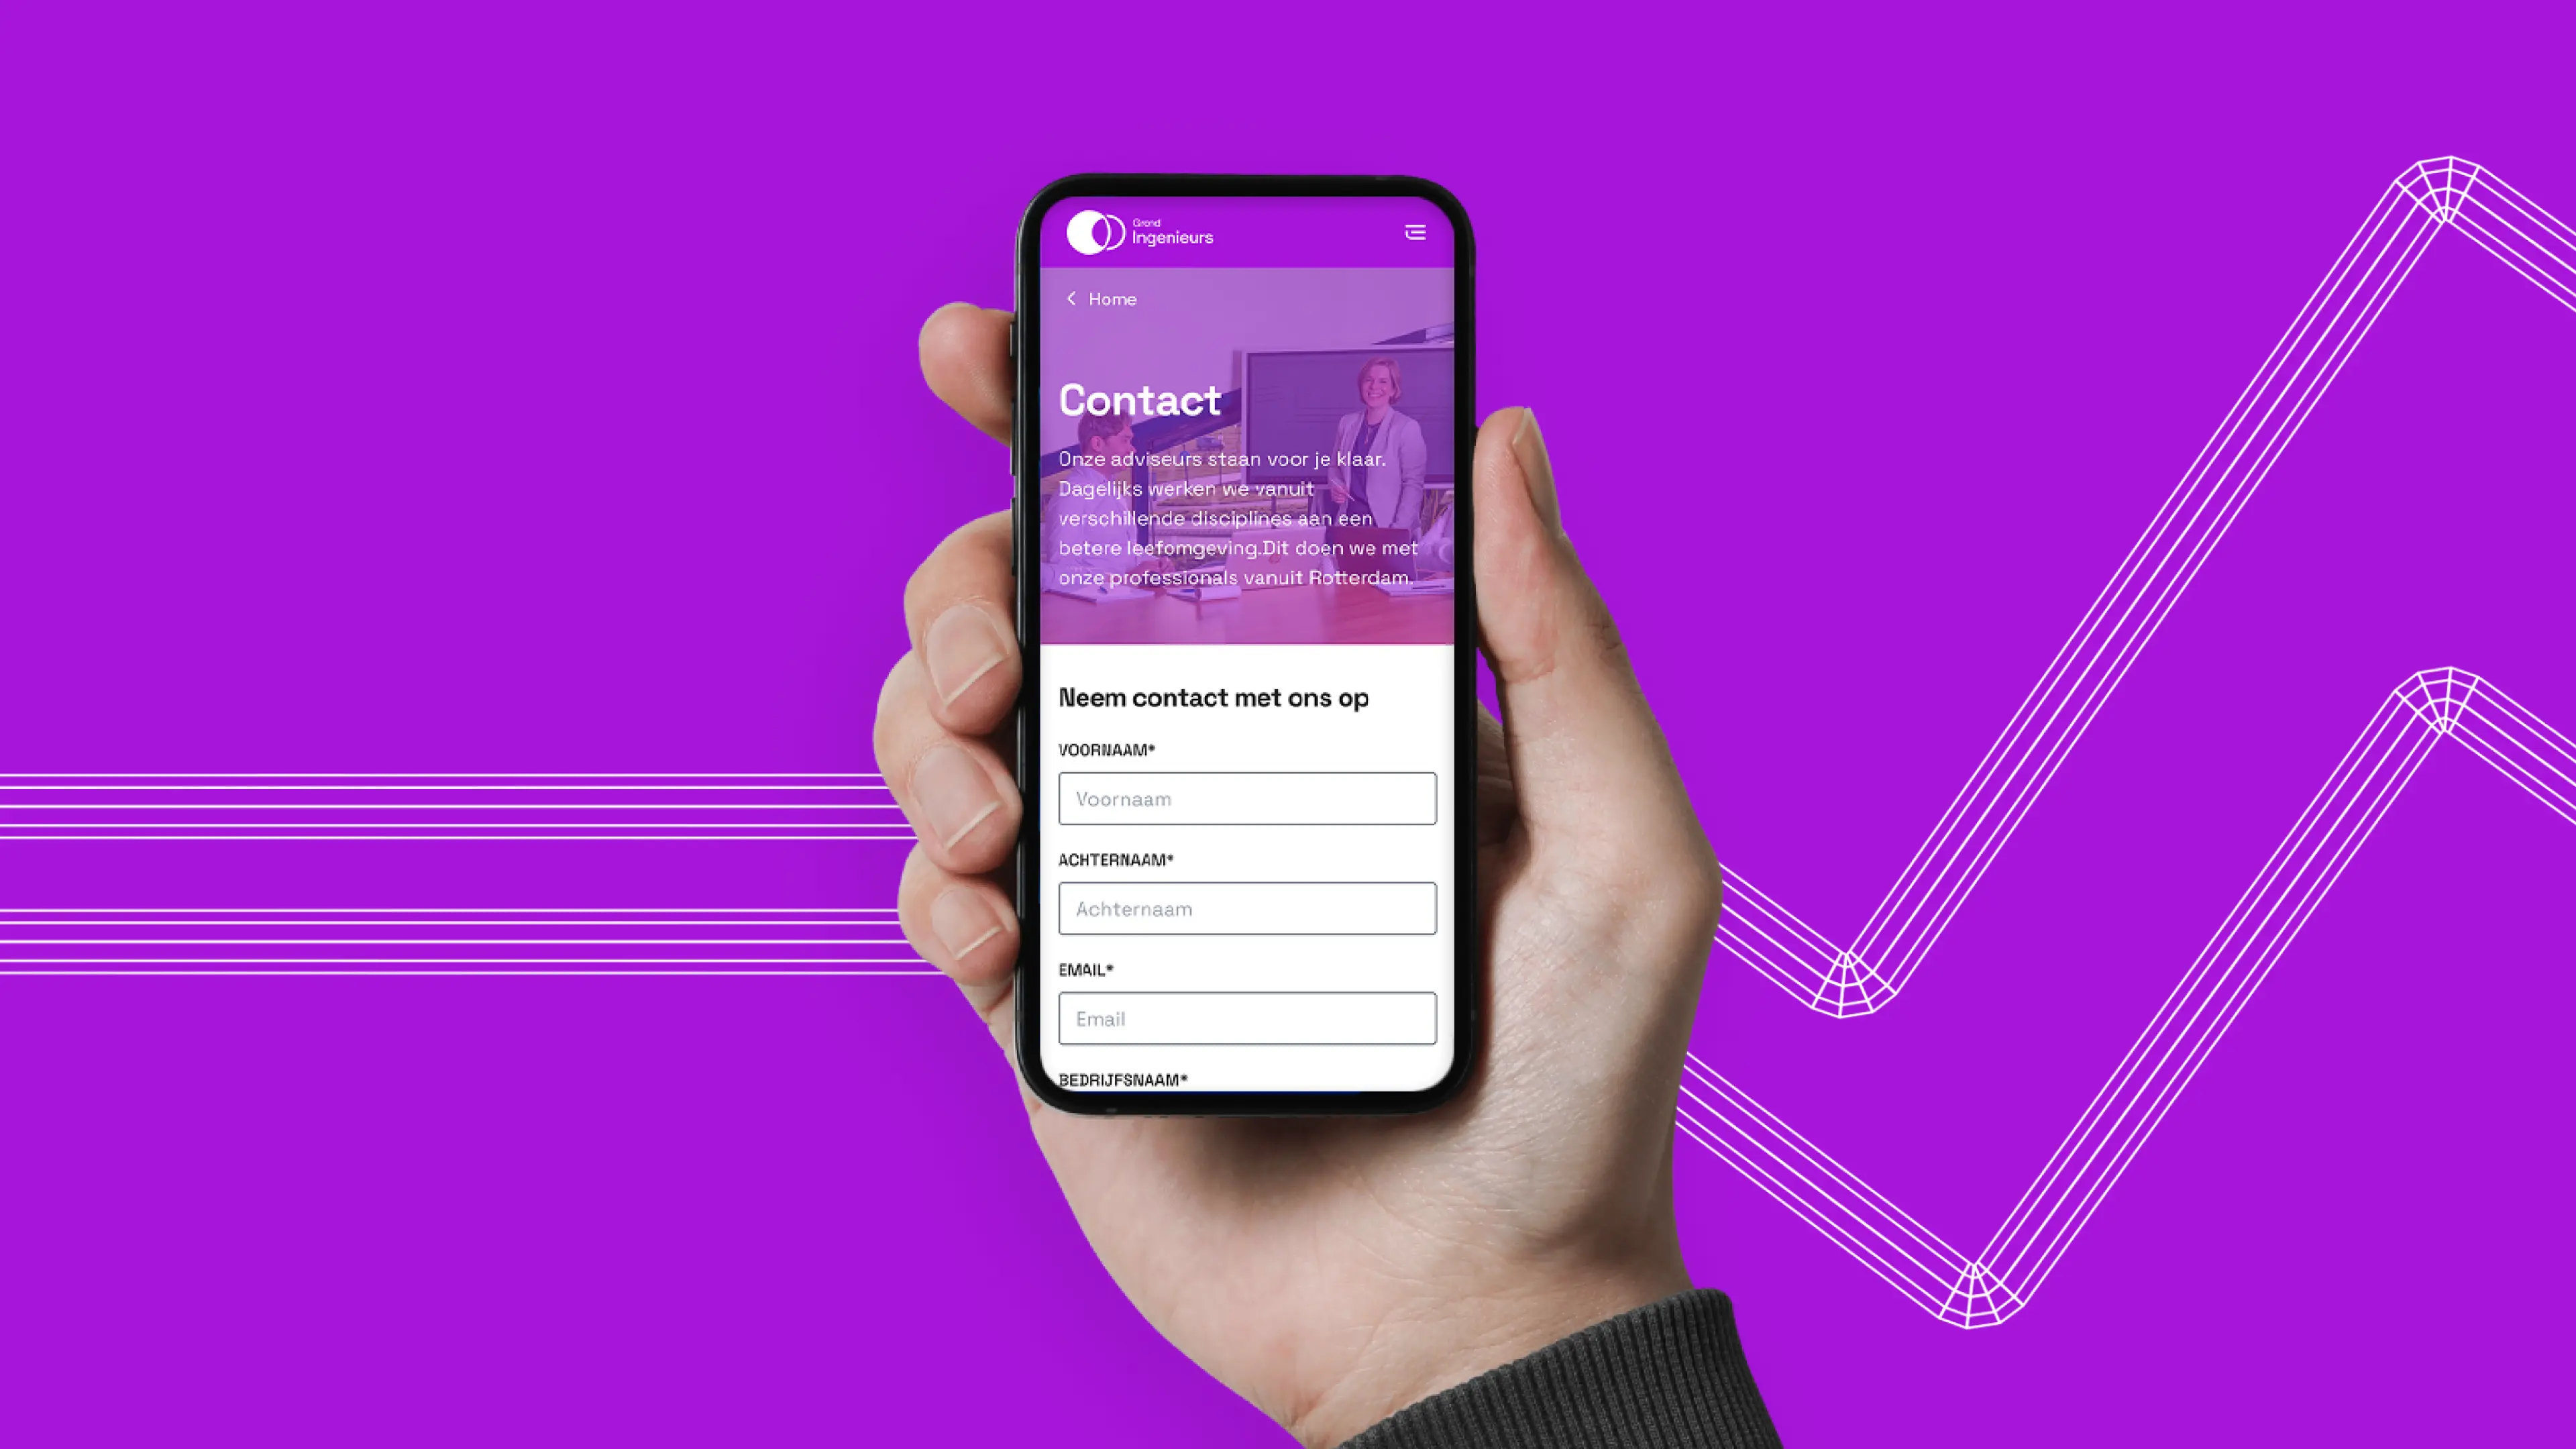 Grond
Ingenieurs
Home
Contact
Onze adviseurs staan voor je klaar.
Dagelijks werken we vanuit
verschillende disciplines aan een
betere leefomgeving.Dit doen we met
onze professionals vanuit Rotterdam.
Neem contact met ons op
VOORNAAM*
Voornaam
ACHTERNAAM*
Achternaam
EMAIL*
Email
BEDRIJFSNAAM*